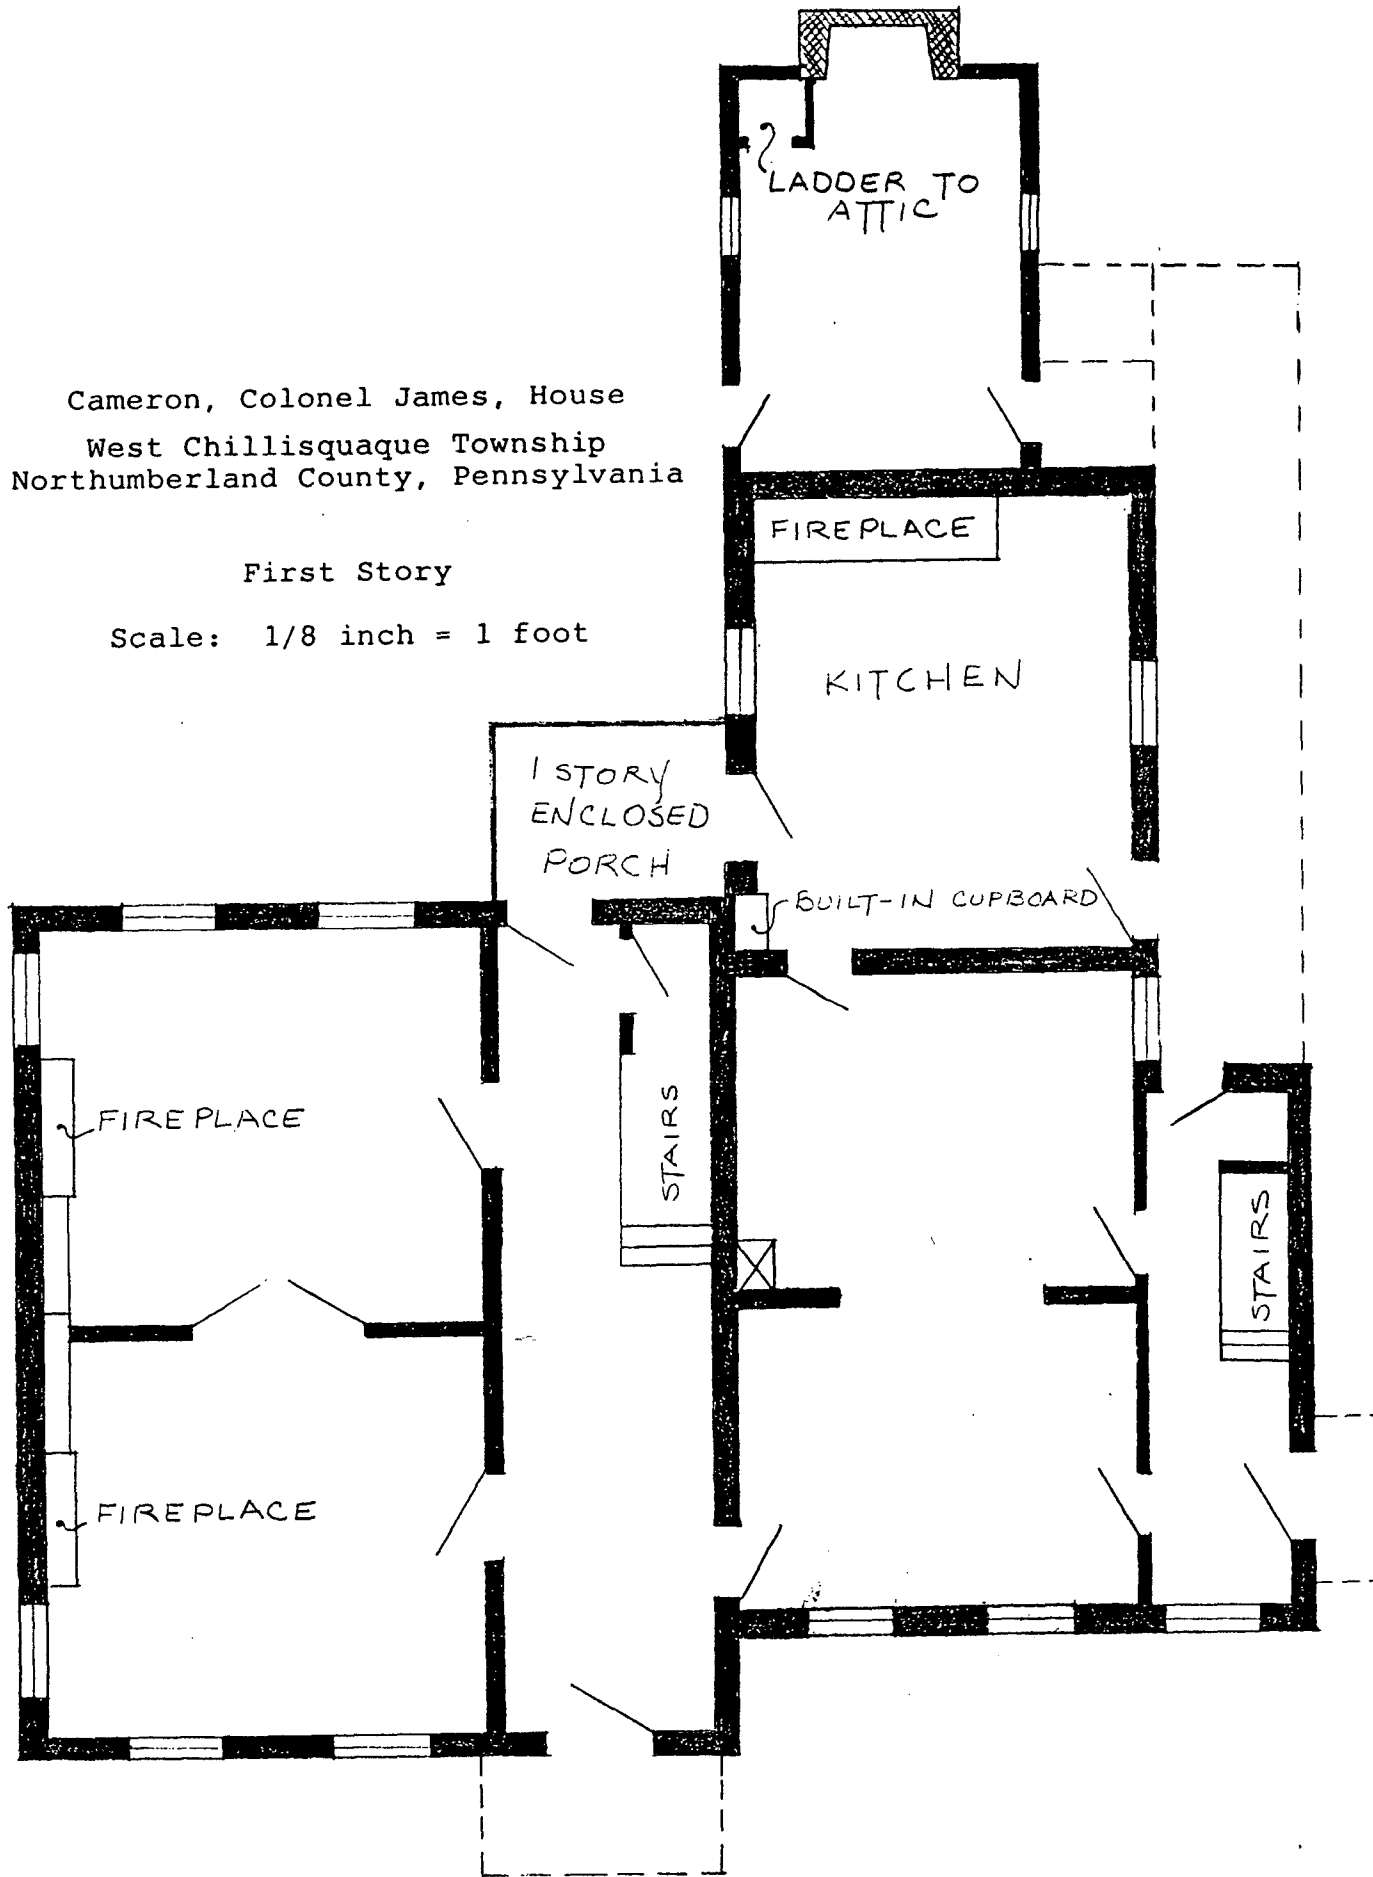 LADDER TO
ATTIC
Cameron, Colonel James, House
West Chillisquaque Township
Northumberland County, Pennsylvania
First Story
Scale: 1/8 inch = 1 foot
FIREPLACE
KITCHEN
1 STORY
ENCLOSED
PORCH
BUILT-IN CUPBOARD
FIREPLACE
STAIRS
STAIRS
FIREPLACE